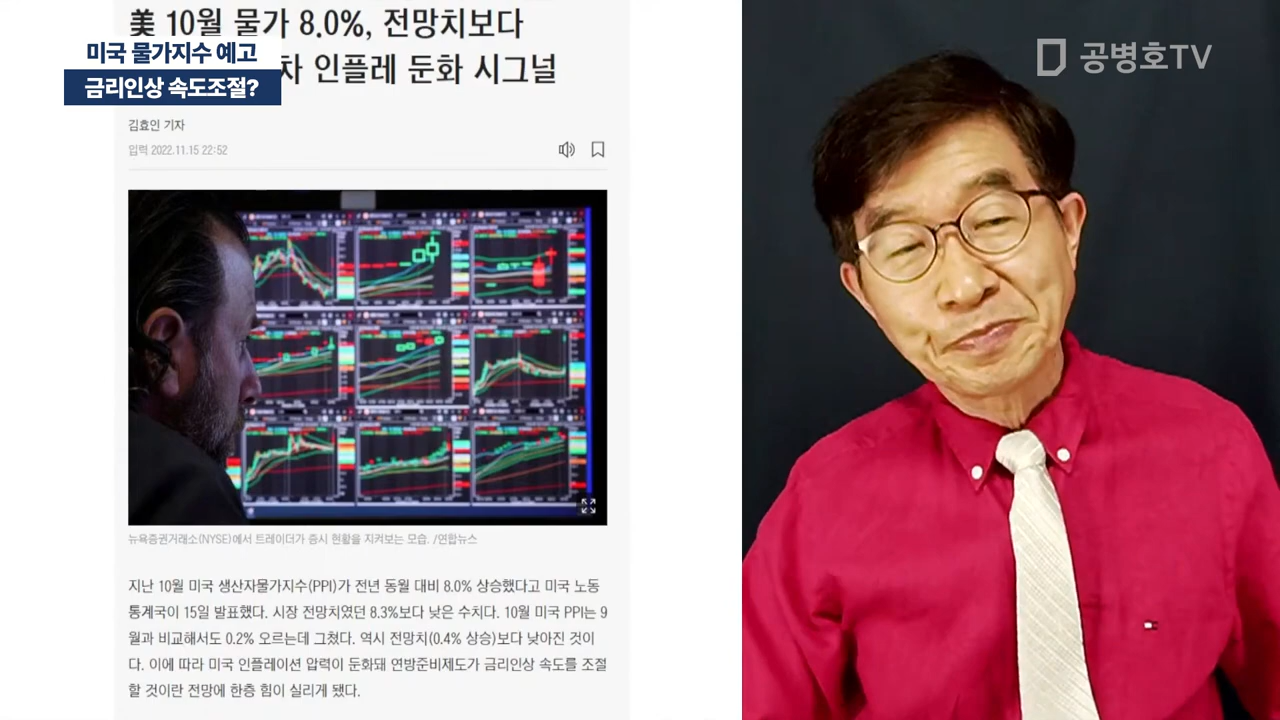 美 10월 물가 8.0%, 전망치보다
차 인플레 둔화 시그널
미국 물가지수 예고
금리인상 속도조절?
공병호TV
김효인 기자
입력 2022.11.15 22:52
뉴욕증권거래소(NYSE)에서 트레이더가 증시 현황을 지켜보는 모습. /연합뉴스
지난 10월 미국 생산자물가지수(PPI)가 전년 동월 대비 8.0% 상승했다고 미국 노동
통계국이 15일 발표했다. 시장 전망치였던 8.3%보다 낮은 수치다. 10월 미국 PPI는 9
월과 비교해서도 0.2% 오르는데 그쳤다. 역시 전망치(0.4% 상승)보다 낮아진 것이
다. 이에 따라 미국 인플레이션 압력이 둔화돼 연방준비제도가 금리인상 속도를 조절
할 것이란 전망에 한층 힘이 실리게 됐다.